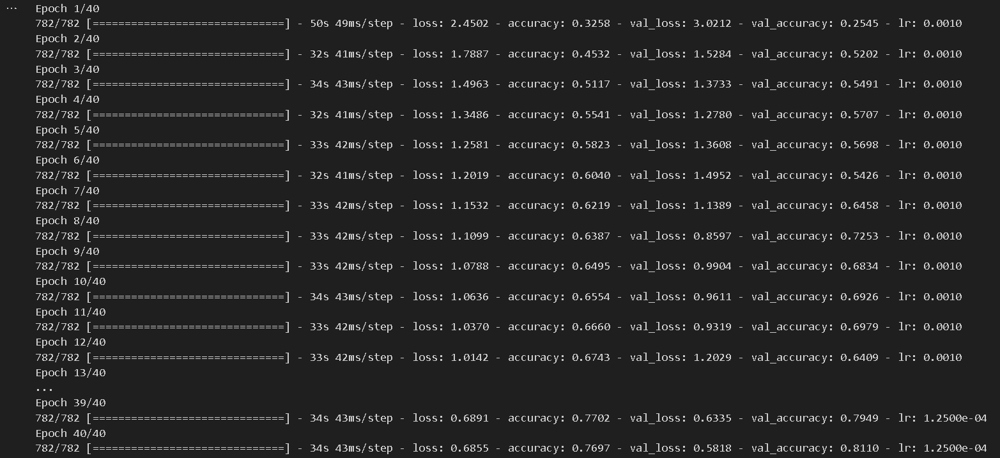 ...
Epoch 1/40
782/782 [==============================] - 50s 49ms/step - loss: 2.4502 - accuracy: 0.3258 - val_loss: 3.0212 - val_accuracy: 0.2545 - lr: 0.0010
Epoch 2/40
782/782 [==============================] - 32s 41ms/step - loss: 1.7887 - accuracy: 0.4532 - val_loss: 1.5284 - val_accuracy: 0.5202 - lr: 0.0010
Epoch 3/40
782/782 [==============================] - 34s 43ms/step - loss: 1.4963 - accuracy: 0.5117 - val_loss: 1.3733 - val_accuracy: 0.5491 - lr: 0.0010
Epoch 4/40
782/782 [==============================] - 32s 41ms/step - loss: 1.3486 - accuracy: 0.5541 - val_loss: 1.2780 - val_accuracy: 0.5707 - lr: 0.0010
Epoch 5/40
782/782 [==============================] - 33s 42ms/step - loss: 1.2581 - accuracy: 0.5823 - val_loss: 1.3608 - val_accuracy: 0.5698 - lr: 0.0010
Epoch 6/40
782/782 [==============================] - 32s 41ms/step - loss: 1.2019 - accuracy: 0.6040 - val_loss: 1.4952 - val_accuracy: 0.5426 - lr: 0.0010
Epoch 7/40
782/782 [==============================] - 33s 42ms/step - loss: 1.1532 - accuracy: 0.6219 - val_loss: 1.1389 - val_accuracy: 0.6458 - lr: 0.0010
Epoch 8/40
782/782 [==============================] - 33s 42ms/step - loss: 1.1099 - accuracy: 0.6387 - val_loss: 0.8597 - val_accuracy: 0.7253 - lr: 0.0010
Epoch 9/40
782/782 [==============================] - 33s 42ms/step - loss: 1.0788 - accuracy: 0.6495 - val_loss: 0.9904 - val_accuracy: 0.6834 - lr: 0.0010
Epoch 10/40
782/782 [==============================] - 34s 43ms/step - loss: 1.0636 - accuracy: 0.6554 - val_loss: 0.9611 - val_accuracy: 0.6926 - lr: 0.0010
Epoch 11/40
782/782 [==============================] - 33s 42ms/step - loss: 1.0370 - accuracy: 0.6660 - val_loss: 0.9319 - val_accuracy: 0.6979 - lr: 0.0010
Epoch 12/40
782/782 [==============================] - 33s 42ms/step - loss: 1.0142 - accuracy: 0.6743 - val_loss: 1.2029 - val_accuracy: 0.6409 - lr: 0.0010
Epoch 13/40
...
Epoch 39/40
782/782 [==============================] - 34s 43ms/step - loss: 0.6891 - accuracy: 0.7702 - val_loss: 0.6335 - val_accuracy: 0.7949 - lr: 1.2500e-04
Epoch 40/40
782/782 [==============================] - 34s 43ms/step - loss: 0.6855 - accuracy: 0.7697 - val_loss: 0.5818 - val_accuracy: 0.8110 - lr: 1.2500e-04